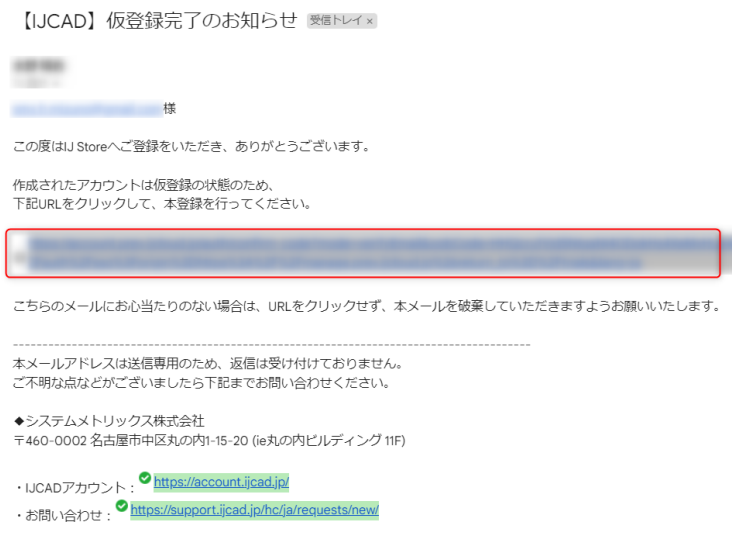 【IJCAD】仮登録完了のお知らせ 受信トレイ ×
様
この度はIJ Storeへご登録をいただき、ありがとうございます。
作成されたアカウントは仮登録の状態のため、
下記URLをクリックして、本登録を行ってください。
こちらのメールにお心当たりのない場合は、URLをクリックせず、本メールを破棄していただきますようお願いいたします。
--------------------------------------------------------------------------------
本メールアドレスは送信専用のため、返信は受け付けておりません。
ご不明な点などがございましたら下記までお問い合わせください。
◆システムメトリックス株式会社
〒460-0002 名古屋市中区丸の内1-15-20 (ie丸の内ビルディング 11F)
・IJCADアカウント： https://account.ijcad.jp/
・お問い合わせ： https://support.ijcad.jp/hc/ja/requests/new/